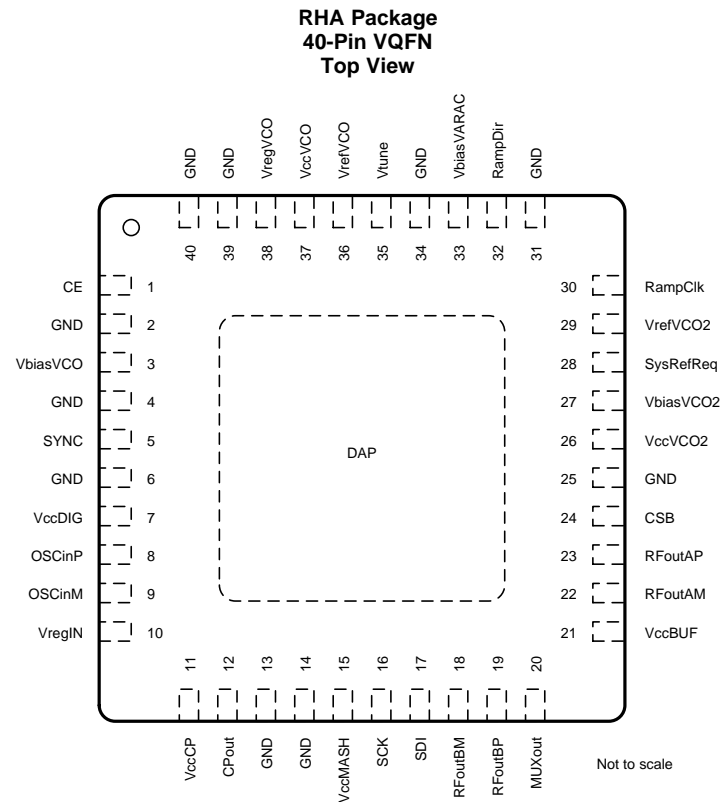 RHA Package
40-Pin VQFN
Top View
GND
GND
VregVCO
VccVCO
VrefVCO
Vtune
GND
VbiasVARAC
RampDir
GND
40
39
38
37
36
35
34
33
32
31
CE 1
GND 2
VbiasVCO 3
GND 4
SYNC 5
GND 6
VccDIG 7
OSCinP 8
OSCinM 9
VregIN 10
DAP
30 RampClk
29 VrefVCO2
28 SysRefReq
27 VbiasVCO2
26 VccVCO2
25 GND
24 CSB
23 RFoutAP
22 RFoutAM
21 VccBUF
11
12
13
14
15
16
17
18
19
20
VccCP
CPout
GND
GND
VccMASH
SCK
SDI
RFoutBM
RFoutBP
MUXout
Not to scale